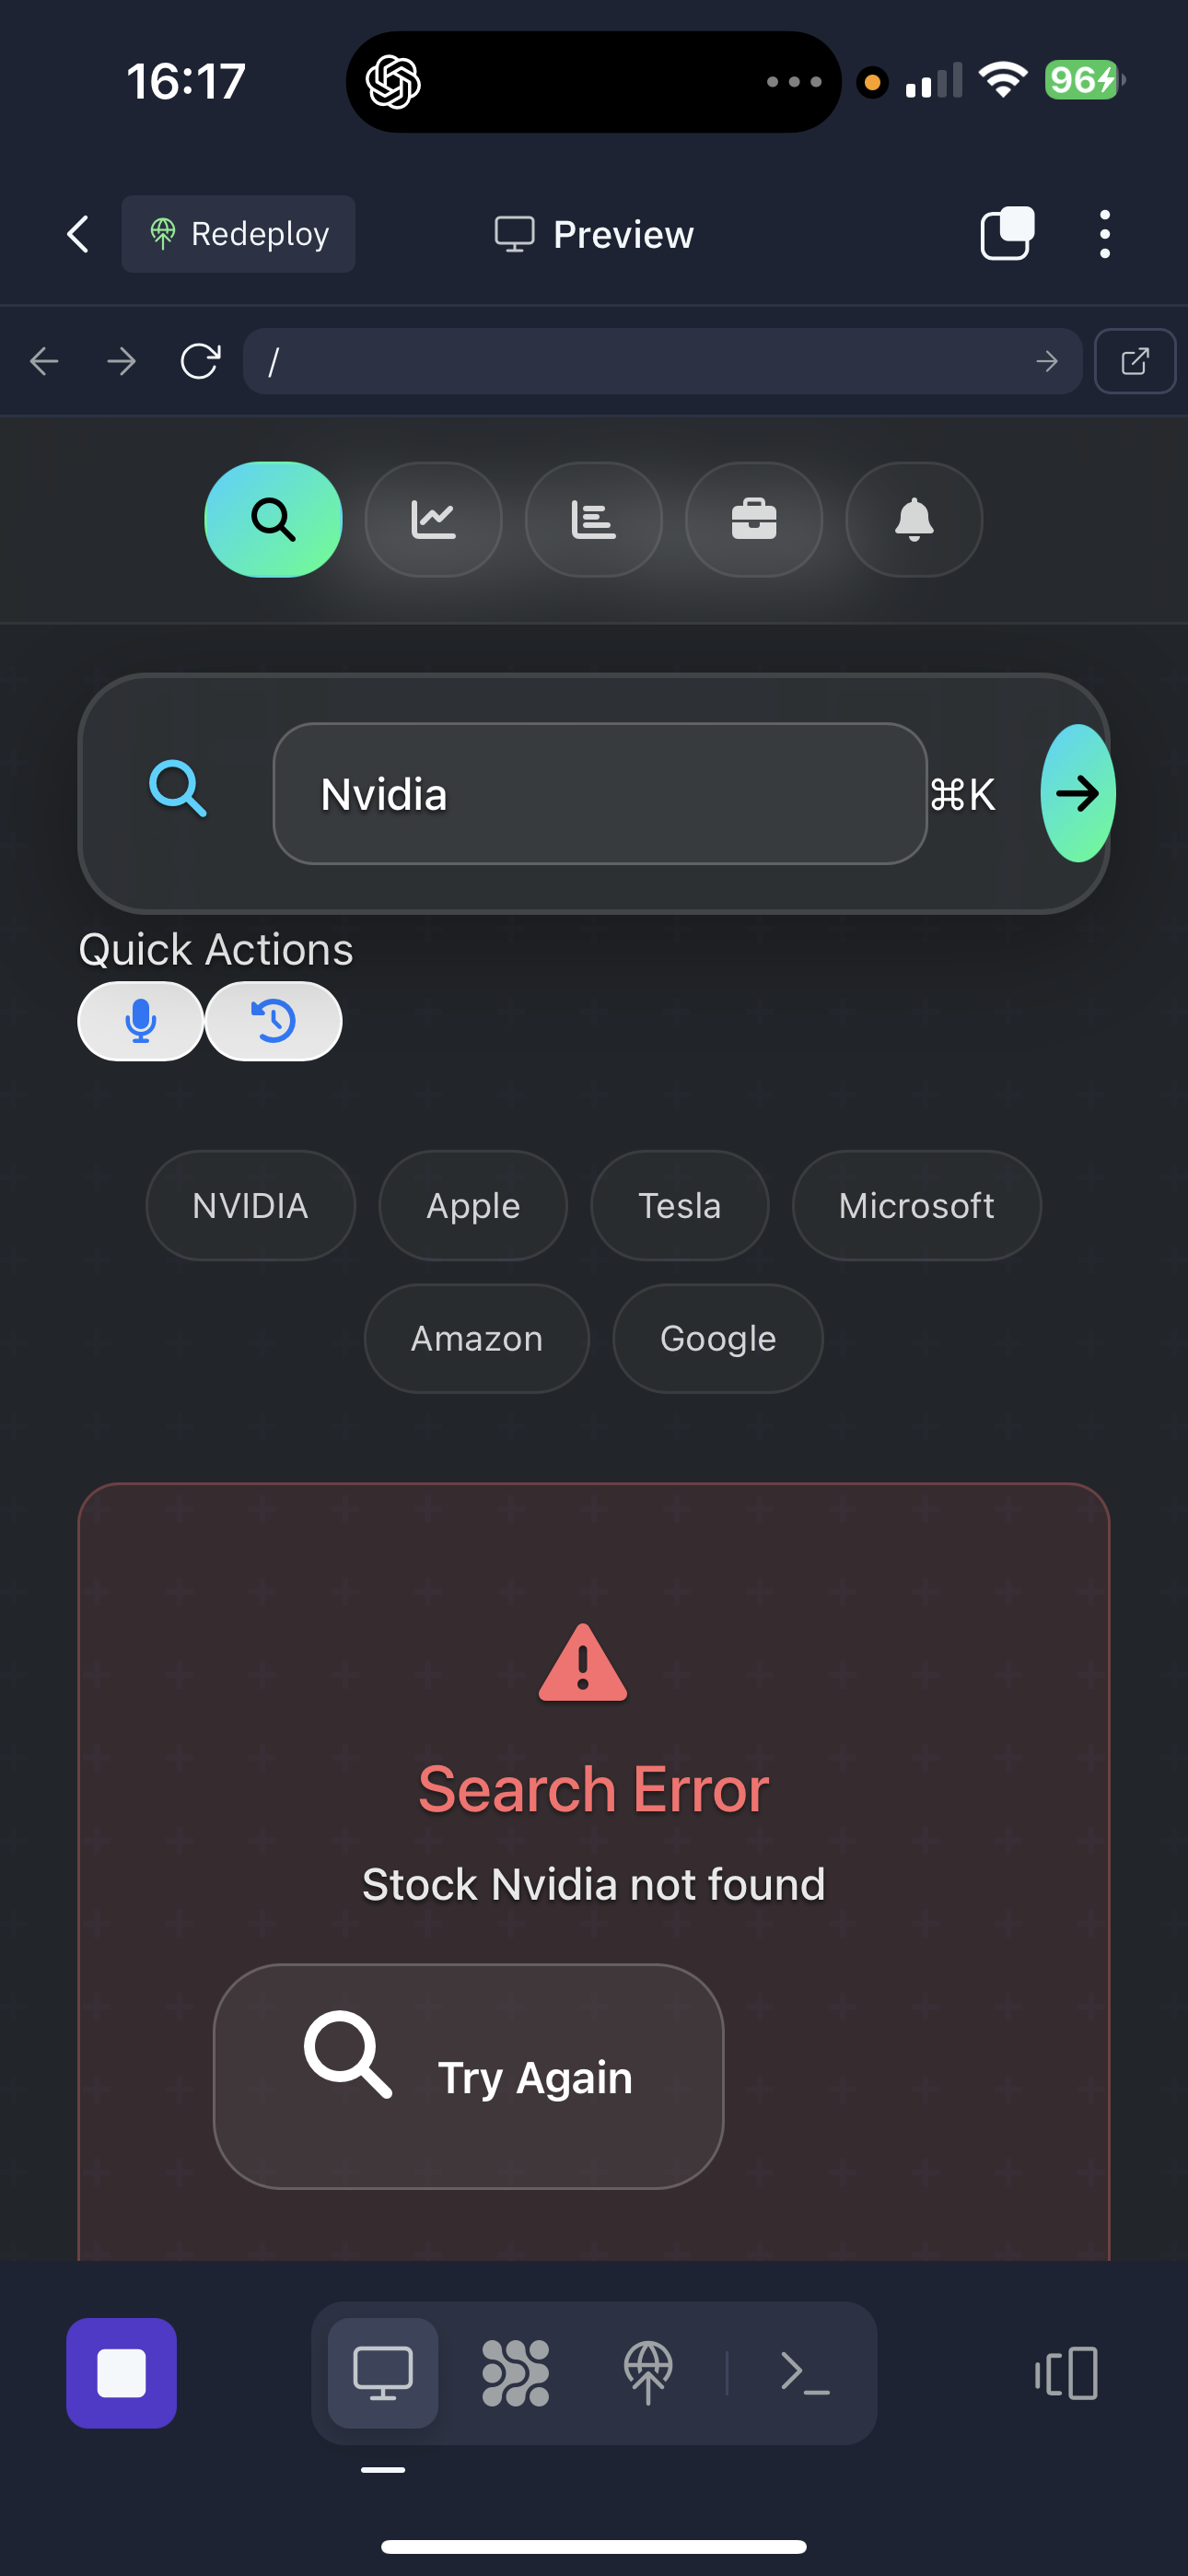 16:17
96
Redeploy
Preview
/
Nvidia
⌘K
Quick Actions
NVIDIA
Apple
Tesla
Microsoft
Amazon
Google
Search Error
Stock Nvidia not found
Try Again